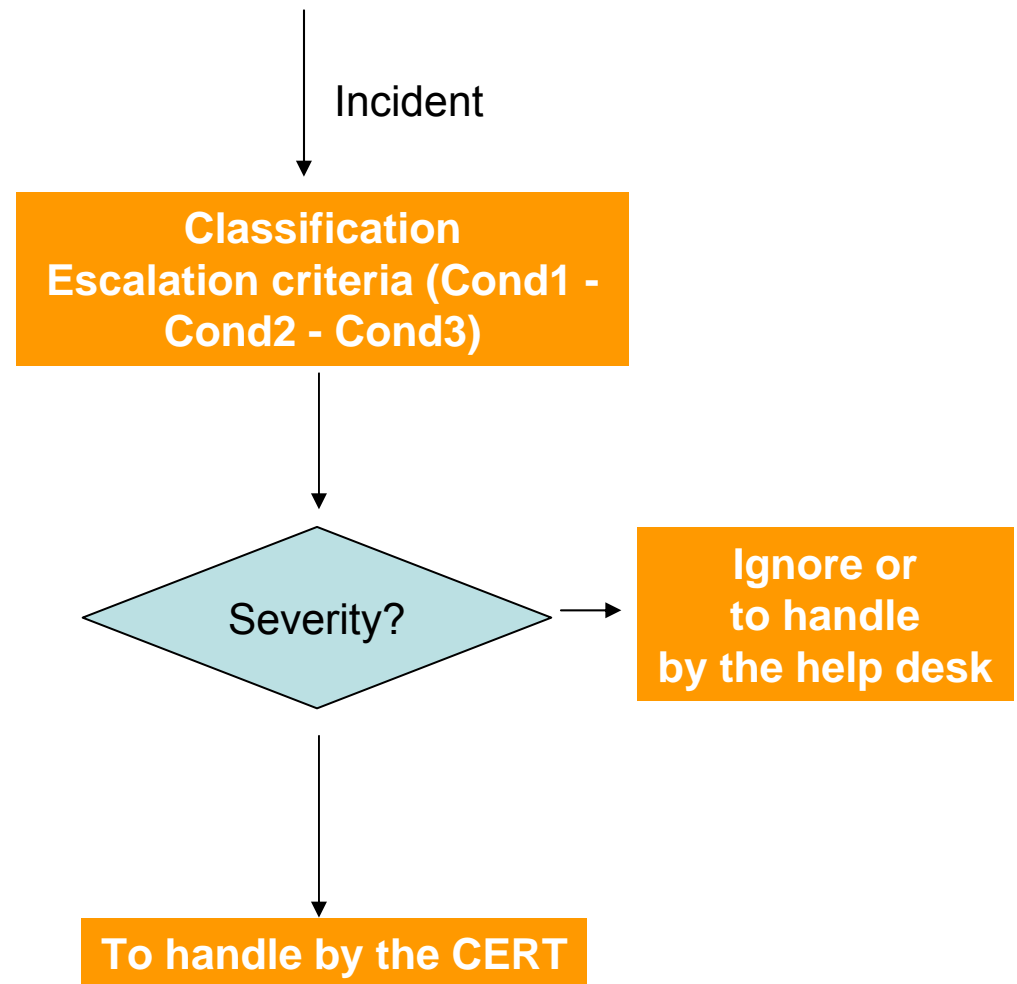 Incident
Classification
Escalation criteria (Cond1 -
Cond2 - Cond3)
Severity?
Ignore or
to handle
by the help desk
To handle by the CERT